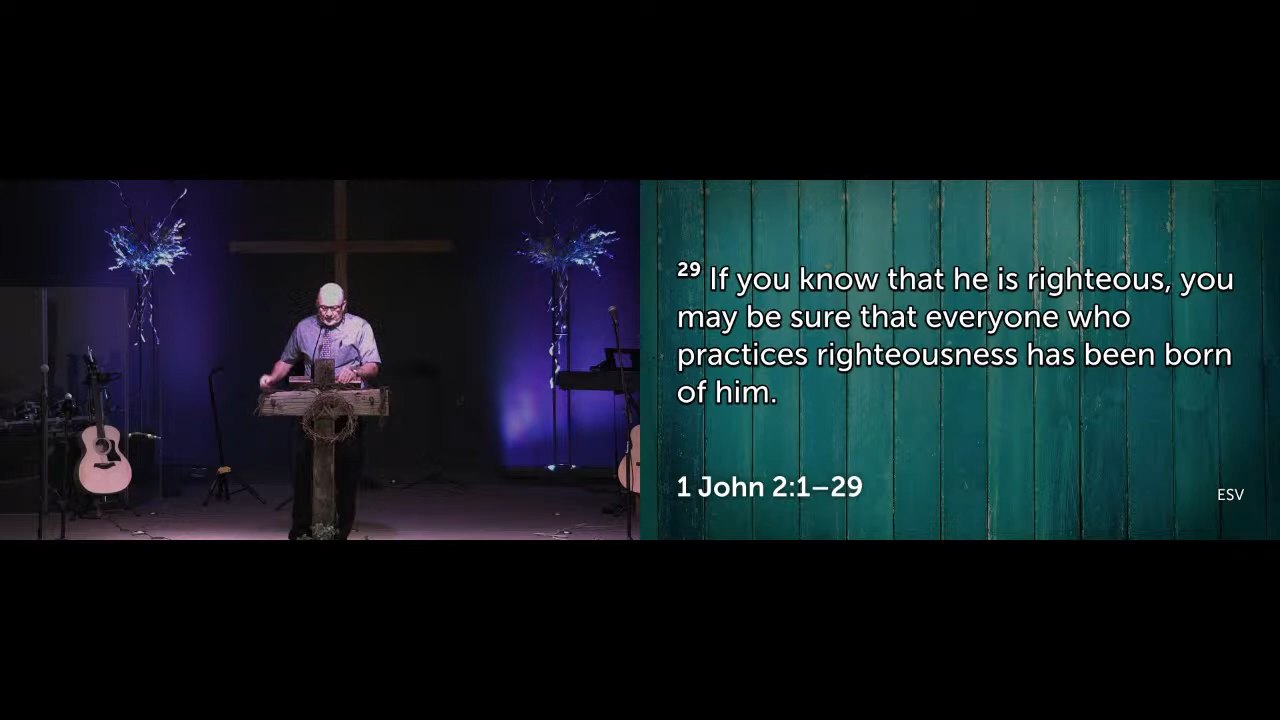 29 If you know that he is righteous, you
may be sure that everyone who
practices righteousness has been born
of him.
1 John 2:1–29
ESV